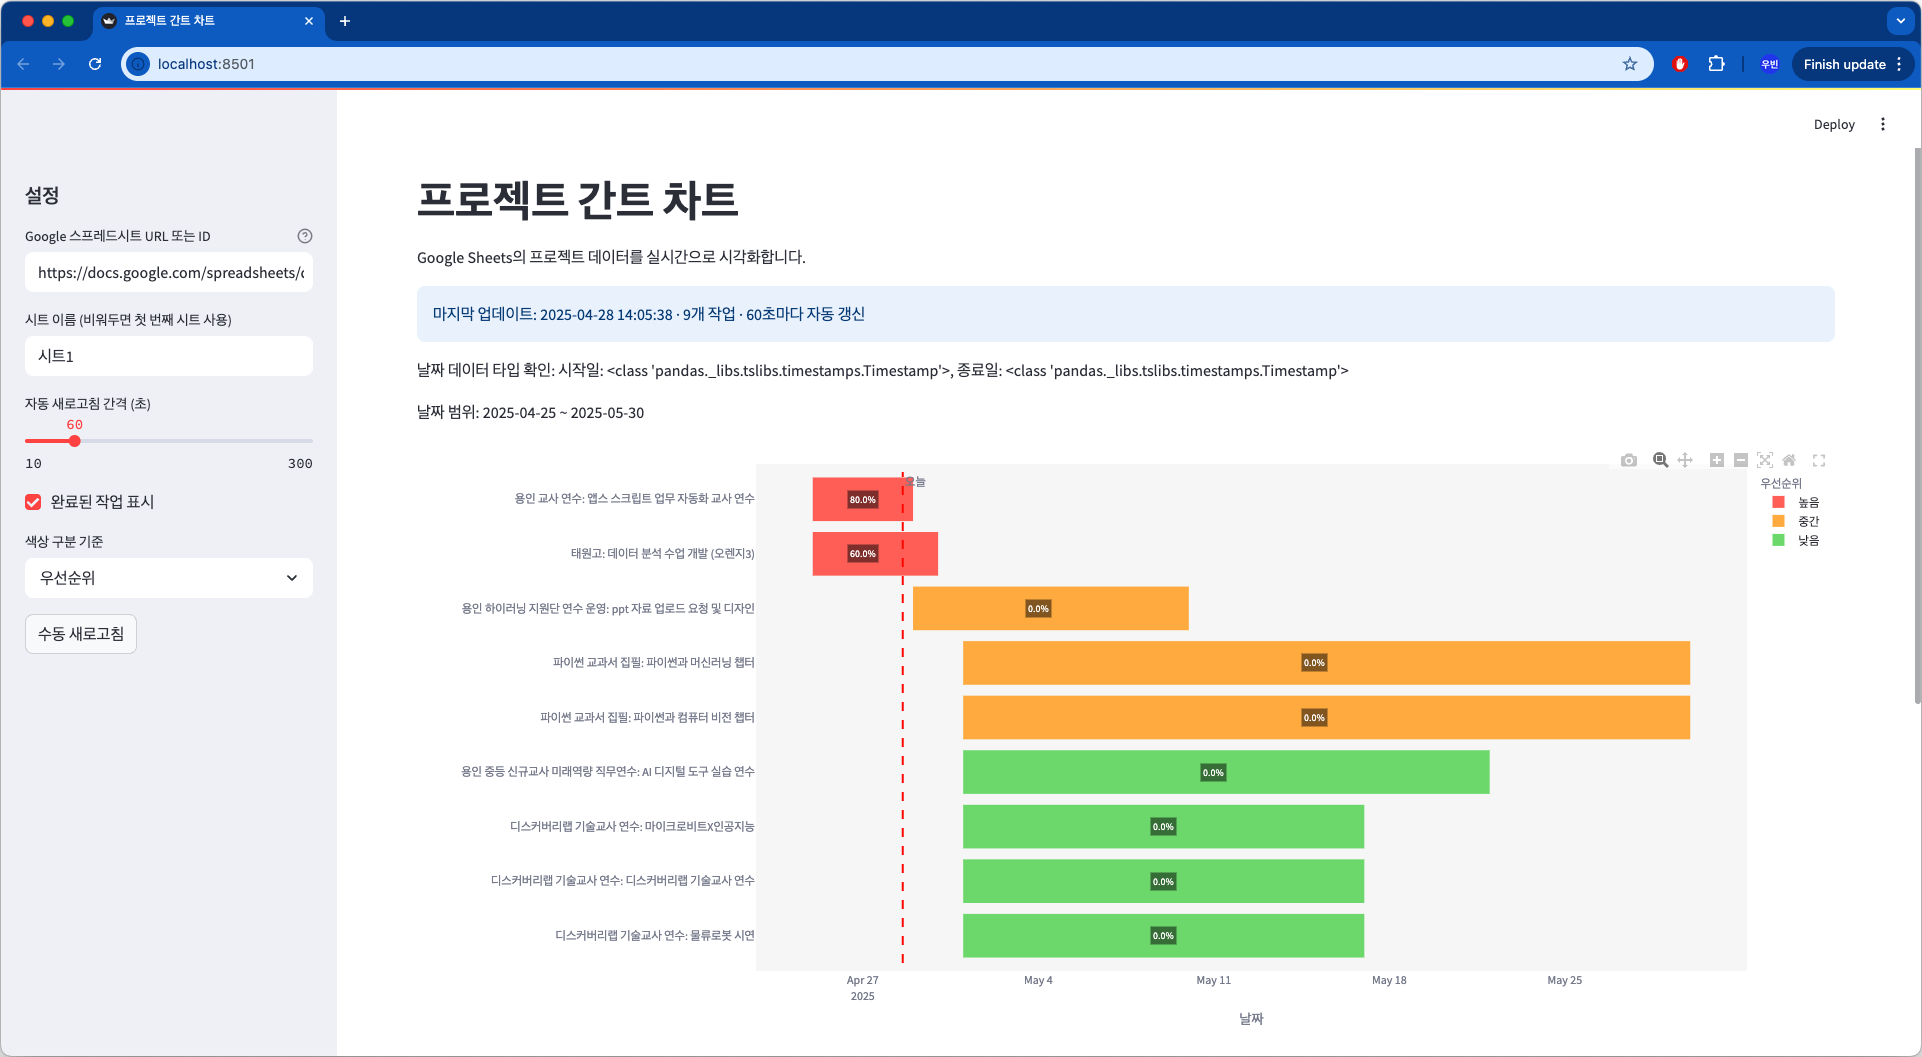 프로젝트 간트 차트
localhost:8501
우빈
Finish update
Deploy
설정
Google 스프레드시트 URL 또는 ID
https://docs.google.com/spreadsheets/
시트 이름 (비워두면 첫 번째 시트 사용)
시트1
자동 새로고침 간격 (초)
60
10 300
완료된 작업 표시
색상 구분 기준
우선순위
수동 새로고침
프로젝트 간트 차트
Google Sheets의 프로젝트 데이터를 실시간으로 시각화합니다.
마지막 업데이트: 2025-04-28 14:05:38 · 9개 작업 · 60초마다 자동 갱신
날짜 데이터 타입 확인: 시작일: <class 'pandas._libs.tslibs.timestamps.Timestamp'>, 종료일: <class 'pandas._libs.tslibs.timestamps.Timestamp'>
날짜 범위: 2025-04-25 ~ 2025-05-30
오늘
우선순위
높음
중간
낮음
용인 교사 연수: 앱스 스크립트 업무 자동화 교사 연수 80.0%
태원고: 데이터 분석 수업 개발 (오렌지3) 60.0%
용인 하이러닝 지원단 연수 운영: ppt 자료 업로드 요청 및 디자인 0.0%
파이썬 교과서 집필: 파이썬과 머신러닝 챕터 0.0%
파이썬 교과서 집필: 파이썬과 컴퓨터 비전 챕터 0.0%
용인 중등 신규교사 미래역량 직무연수: AI 디지털 도구 실습 연수 0.0%
디스커버리랩 기술교사 연수: 마이크로비트X인공지능 0.0%
디스커버리랩 기술교사 연수: 디스커버리랩 기술교사 연수 0.0%
디스커버리랩 기술교사 연수: 물류로봇 시연 0.0%
Apr 27 May 4 May 11 May 18 May 25
2025
날짜